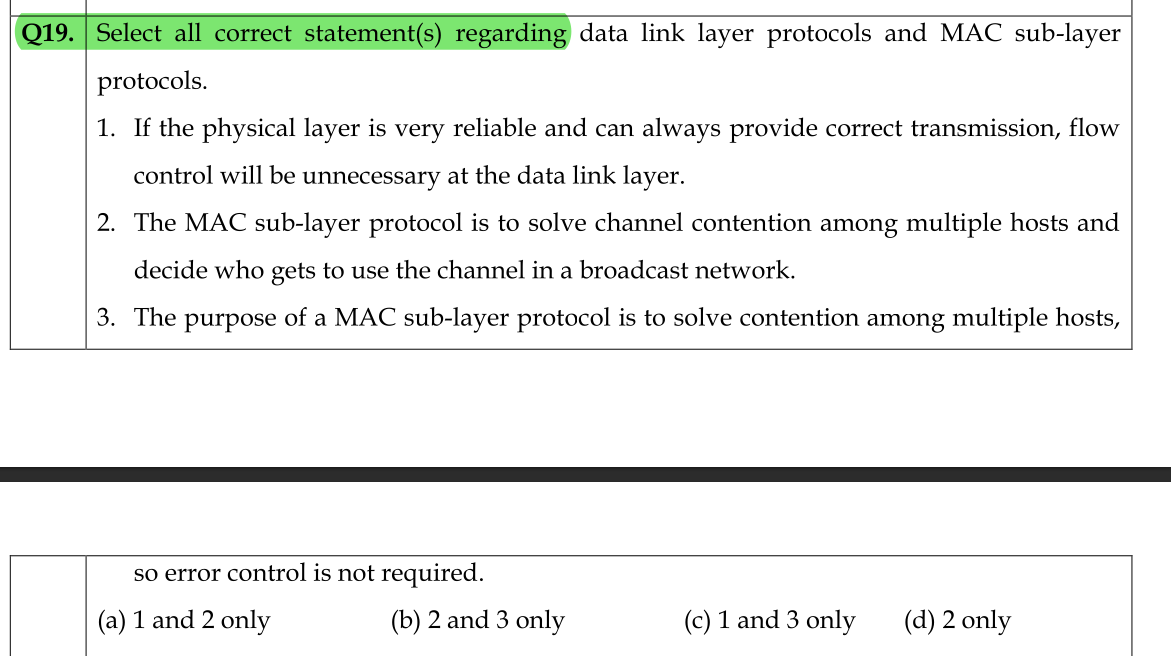 Q19. Select all correct statement(s) regarding data link layer protocols and MAC sub-layer
protocols.
1. If the physical layer is very reliable and can always provide correct transmission, flow
control will be unnecessary at the data link layer.
2. The MAC sub-layer protocol is to solve channel contention among multiple hosts and
decide who gets to use the channel in a broadcast network.
3. The purpose of a MAC sub-layer protocol is to solve contention among multiple hosts,
so error control is not required.
(a) 1 and 2 only (b) 2 and 3 only (c) 1 and 3 only (d) 2 only